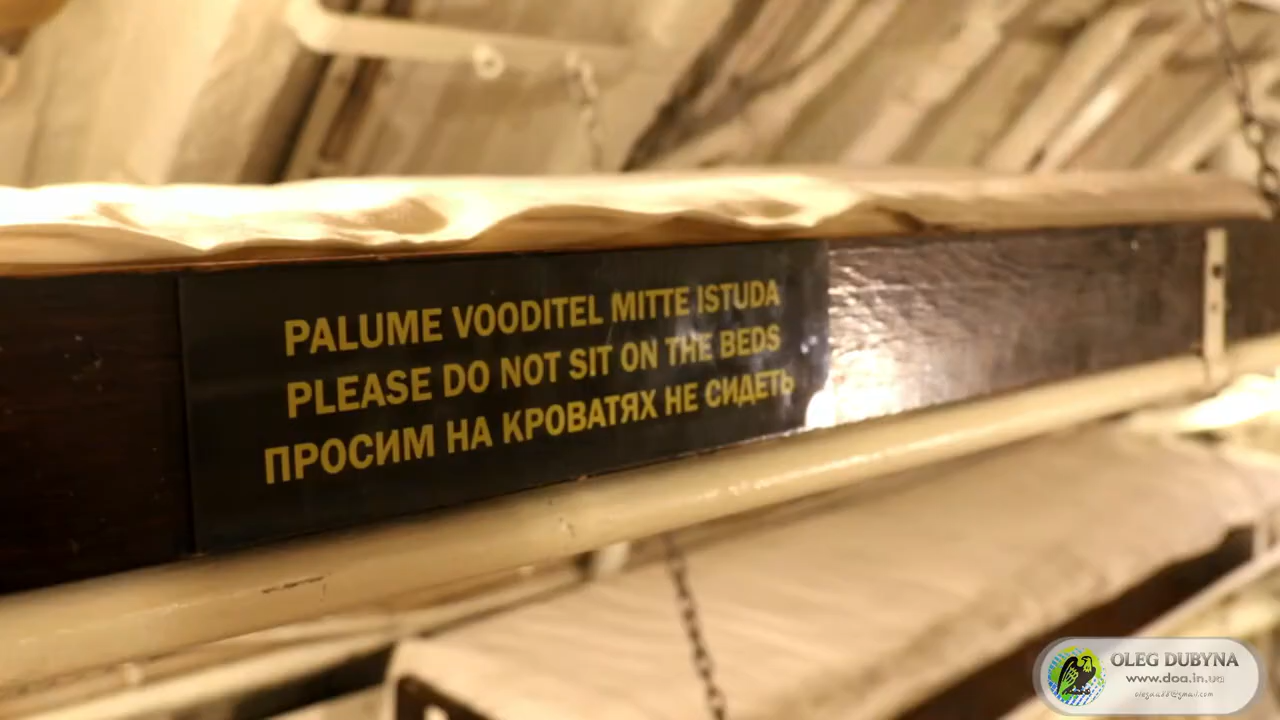 PALUME VOODITEL MITTE ISTUDA
PLEASE DO NOT SIT ON THE BEDS
ПРОСИМ НА КРОВАТЯХ НЕ СИДЕТЬ
OLEG DUBYNA
www.doa.in.ua